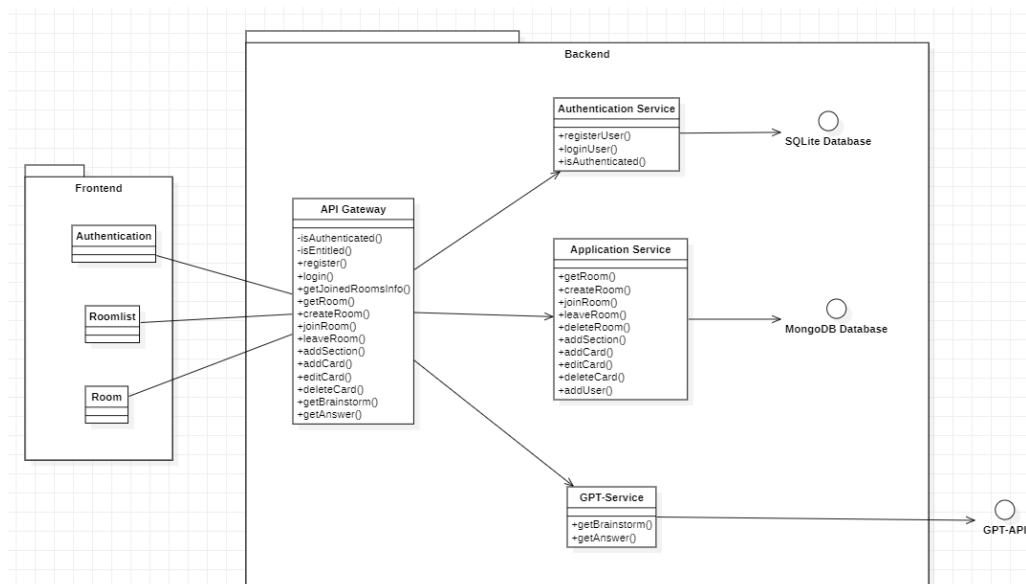 Backend
Frontend
Authentication
Roomlist
Room
API Gateway
-isAuthenticated()
-isEntitled()
+register()
+login()
+getJoinedRoomsInfo()
+getRoom()
+createRoom()
+joinRoom()
+leaveRoom()
+addSection()
+addCard()
+editCard()
+deleteCard()
+getBrainstorm()
+getAnswer()
Authentication Service
+registerUser()
+loginUser()
+isAuthenticated()
SQLite Database
Application Service
+getRoom()
+createRoom()
+joinRoom()
+leaveRoom()
+deleteRoom()
+addSection()
+addCard()
+editCard()
+deleteCard()
+addUser()
MongoDB Database
GPT-Service
+getBrainstorm()
+getAnswer()
GPT-API